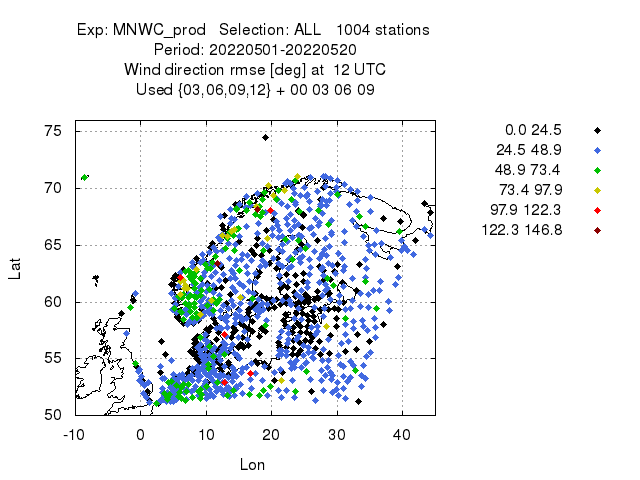 Exp: MNWC_prod   Selection: ALL   1004 stations
Period: 20220501-20220520
Wind direction rmse [deg] at  12 UTC
Used {03,06,09,12} + 00 03 06 09
0.0 24.5
24.5 48.9
48.9 73.4
73.4 97.9
97.9 122.3
122.3 146.8
75
70
65
60
55
50
Lat
-10 0 10 20 30 40
Lon